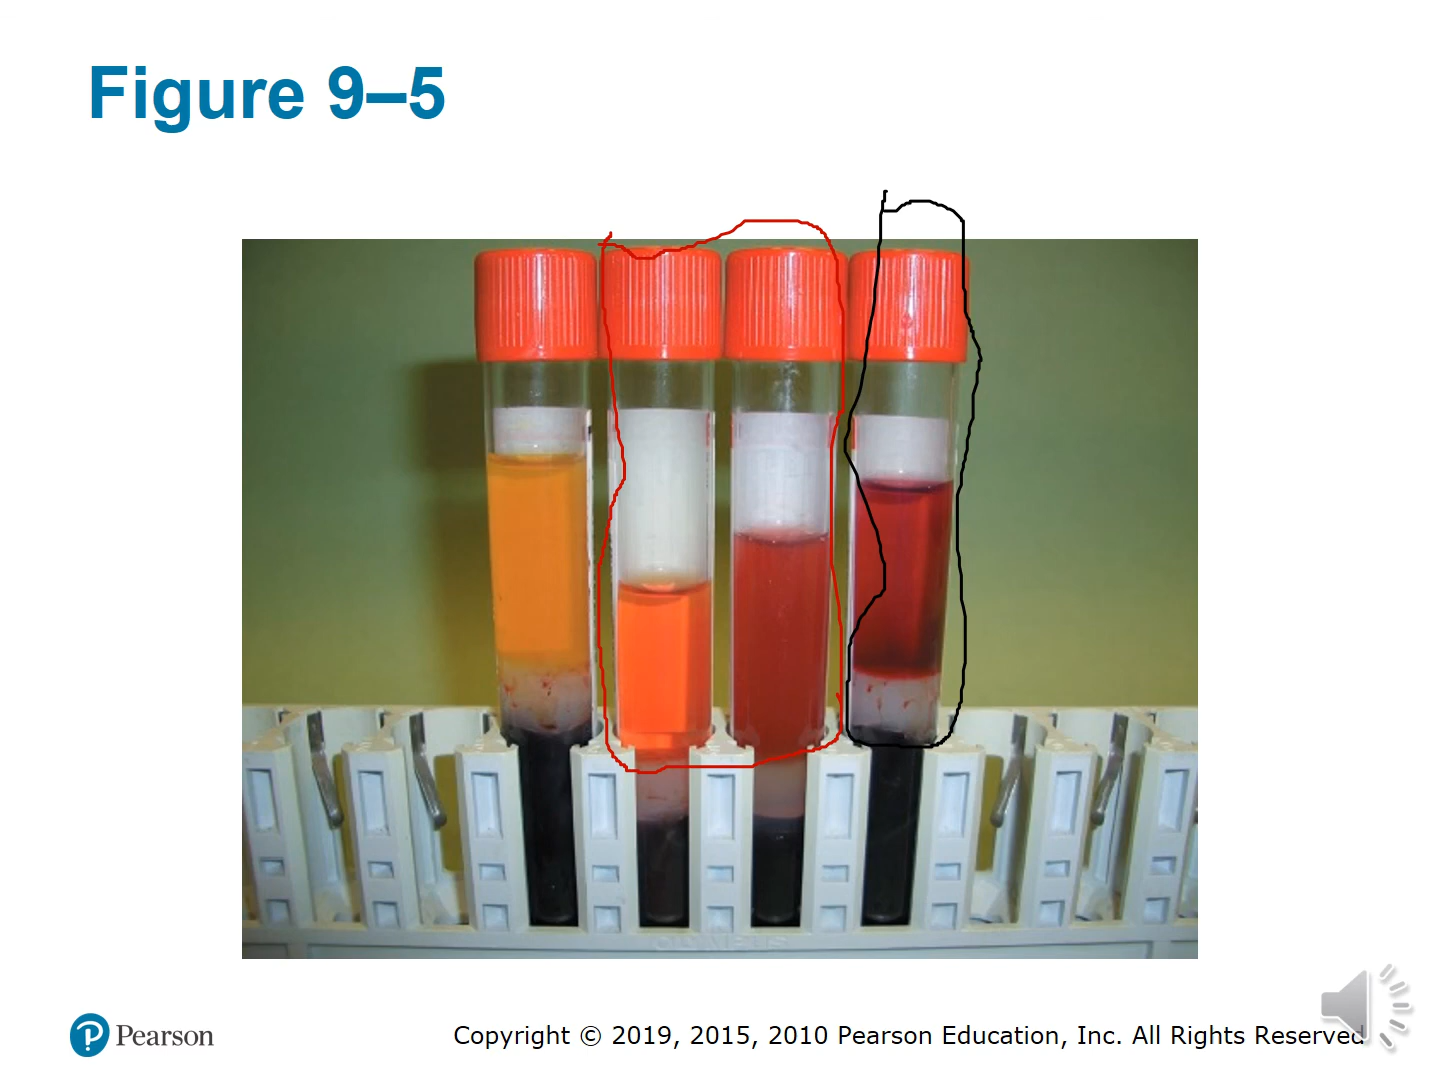 Figure 9–5
Pearson
Copyright © 2019, 2015, 2010 Pearson Education, Inc. All Rights Reserved